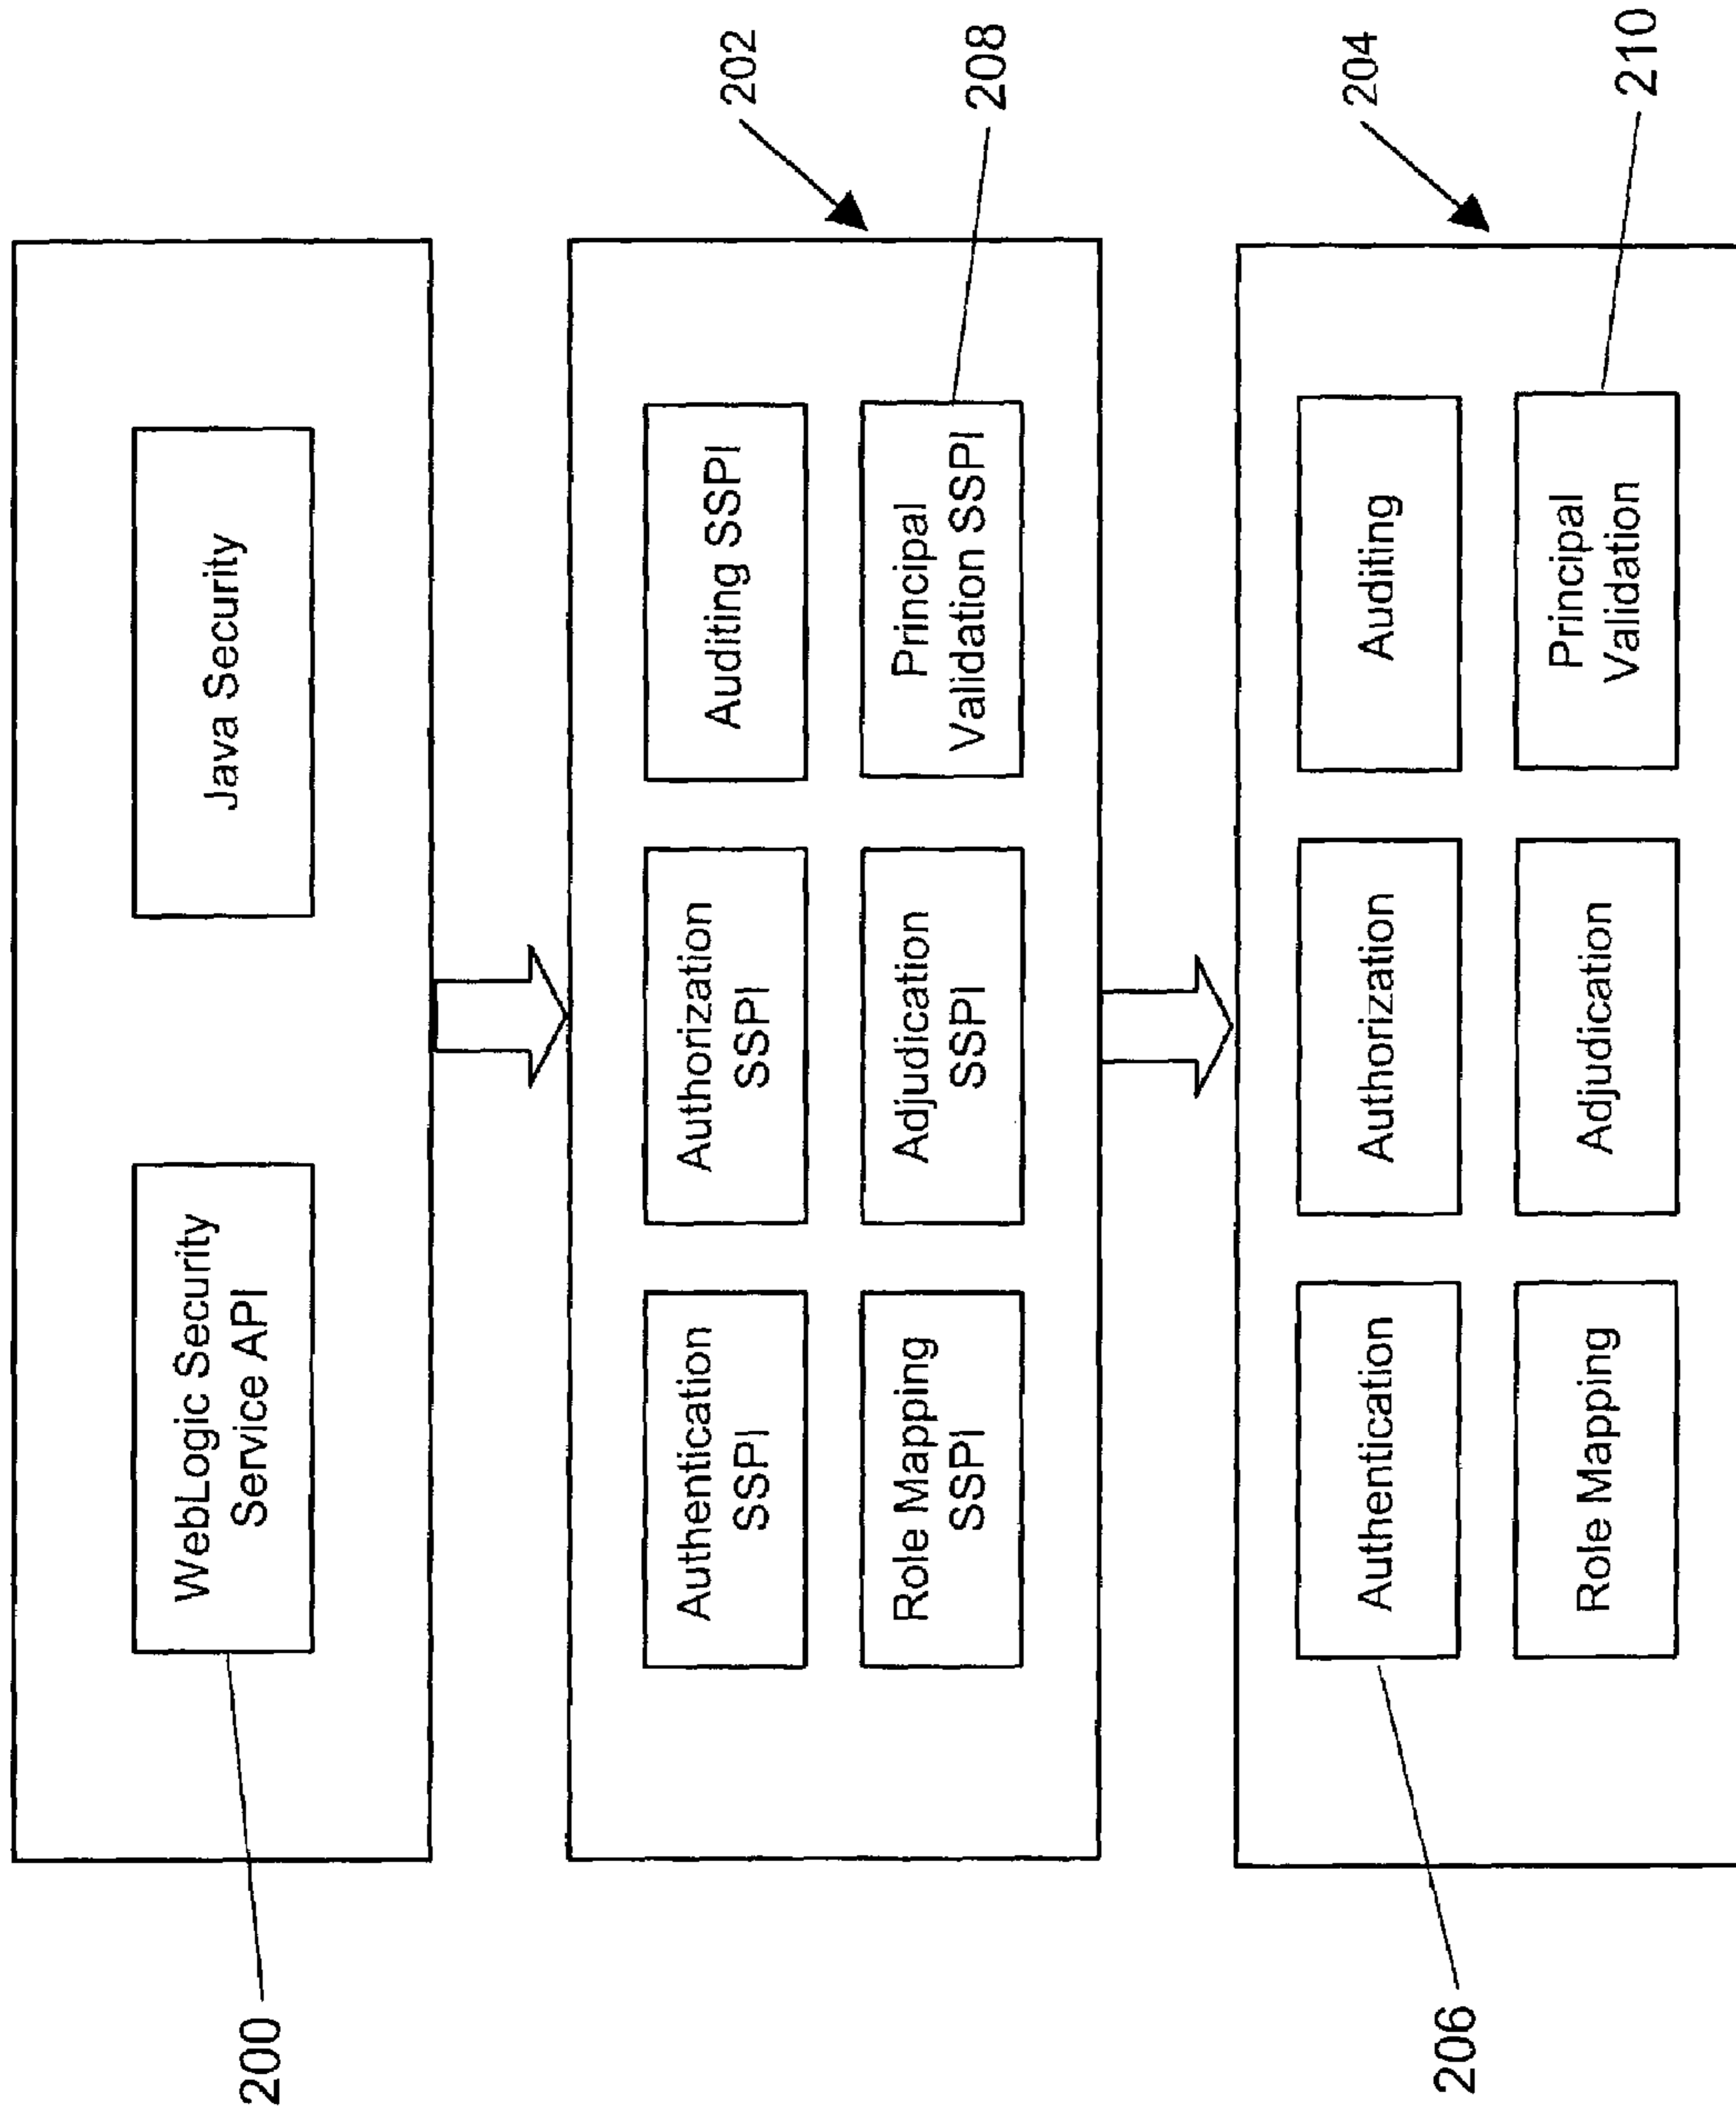 200
WebLogic Security
Service API
Java Security
202
Authentication
SSPI
Authorization
SSPI
Auditing SSPI
Role Mapping
SSPI
Adjudication
SSPI
Principal
Validation SSPI
208
204
206
Authentication
Authorization
Auditing
Role Mapping
Adjudication
Principal
Validation
210